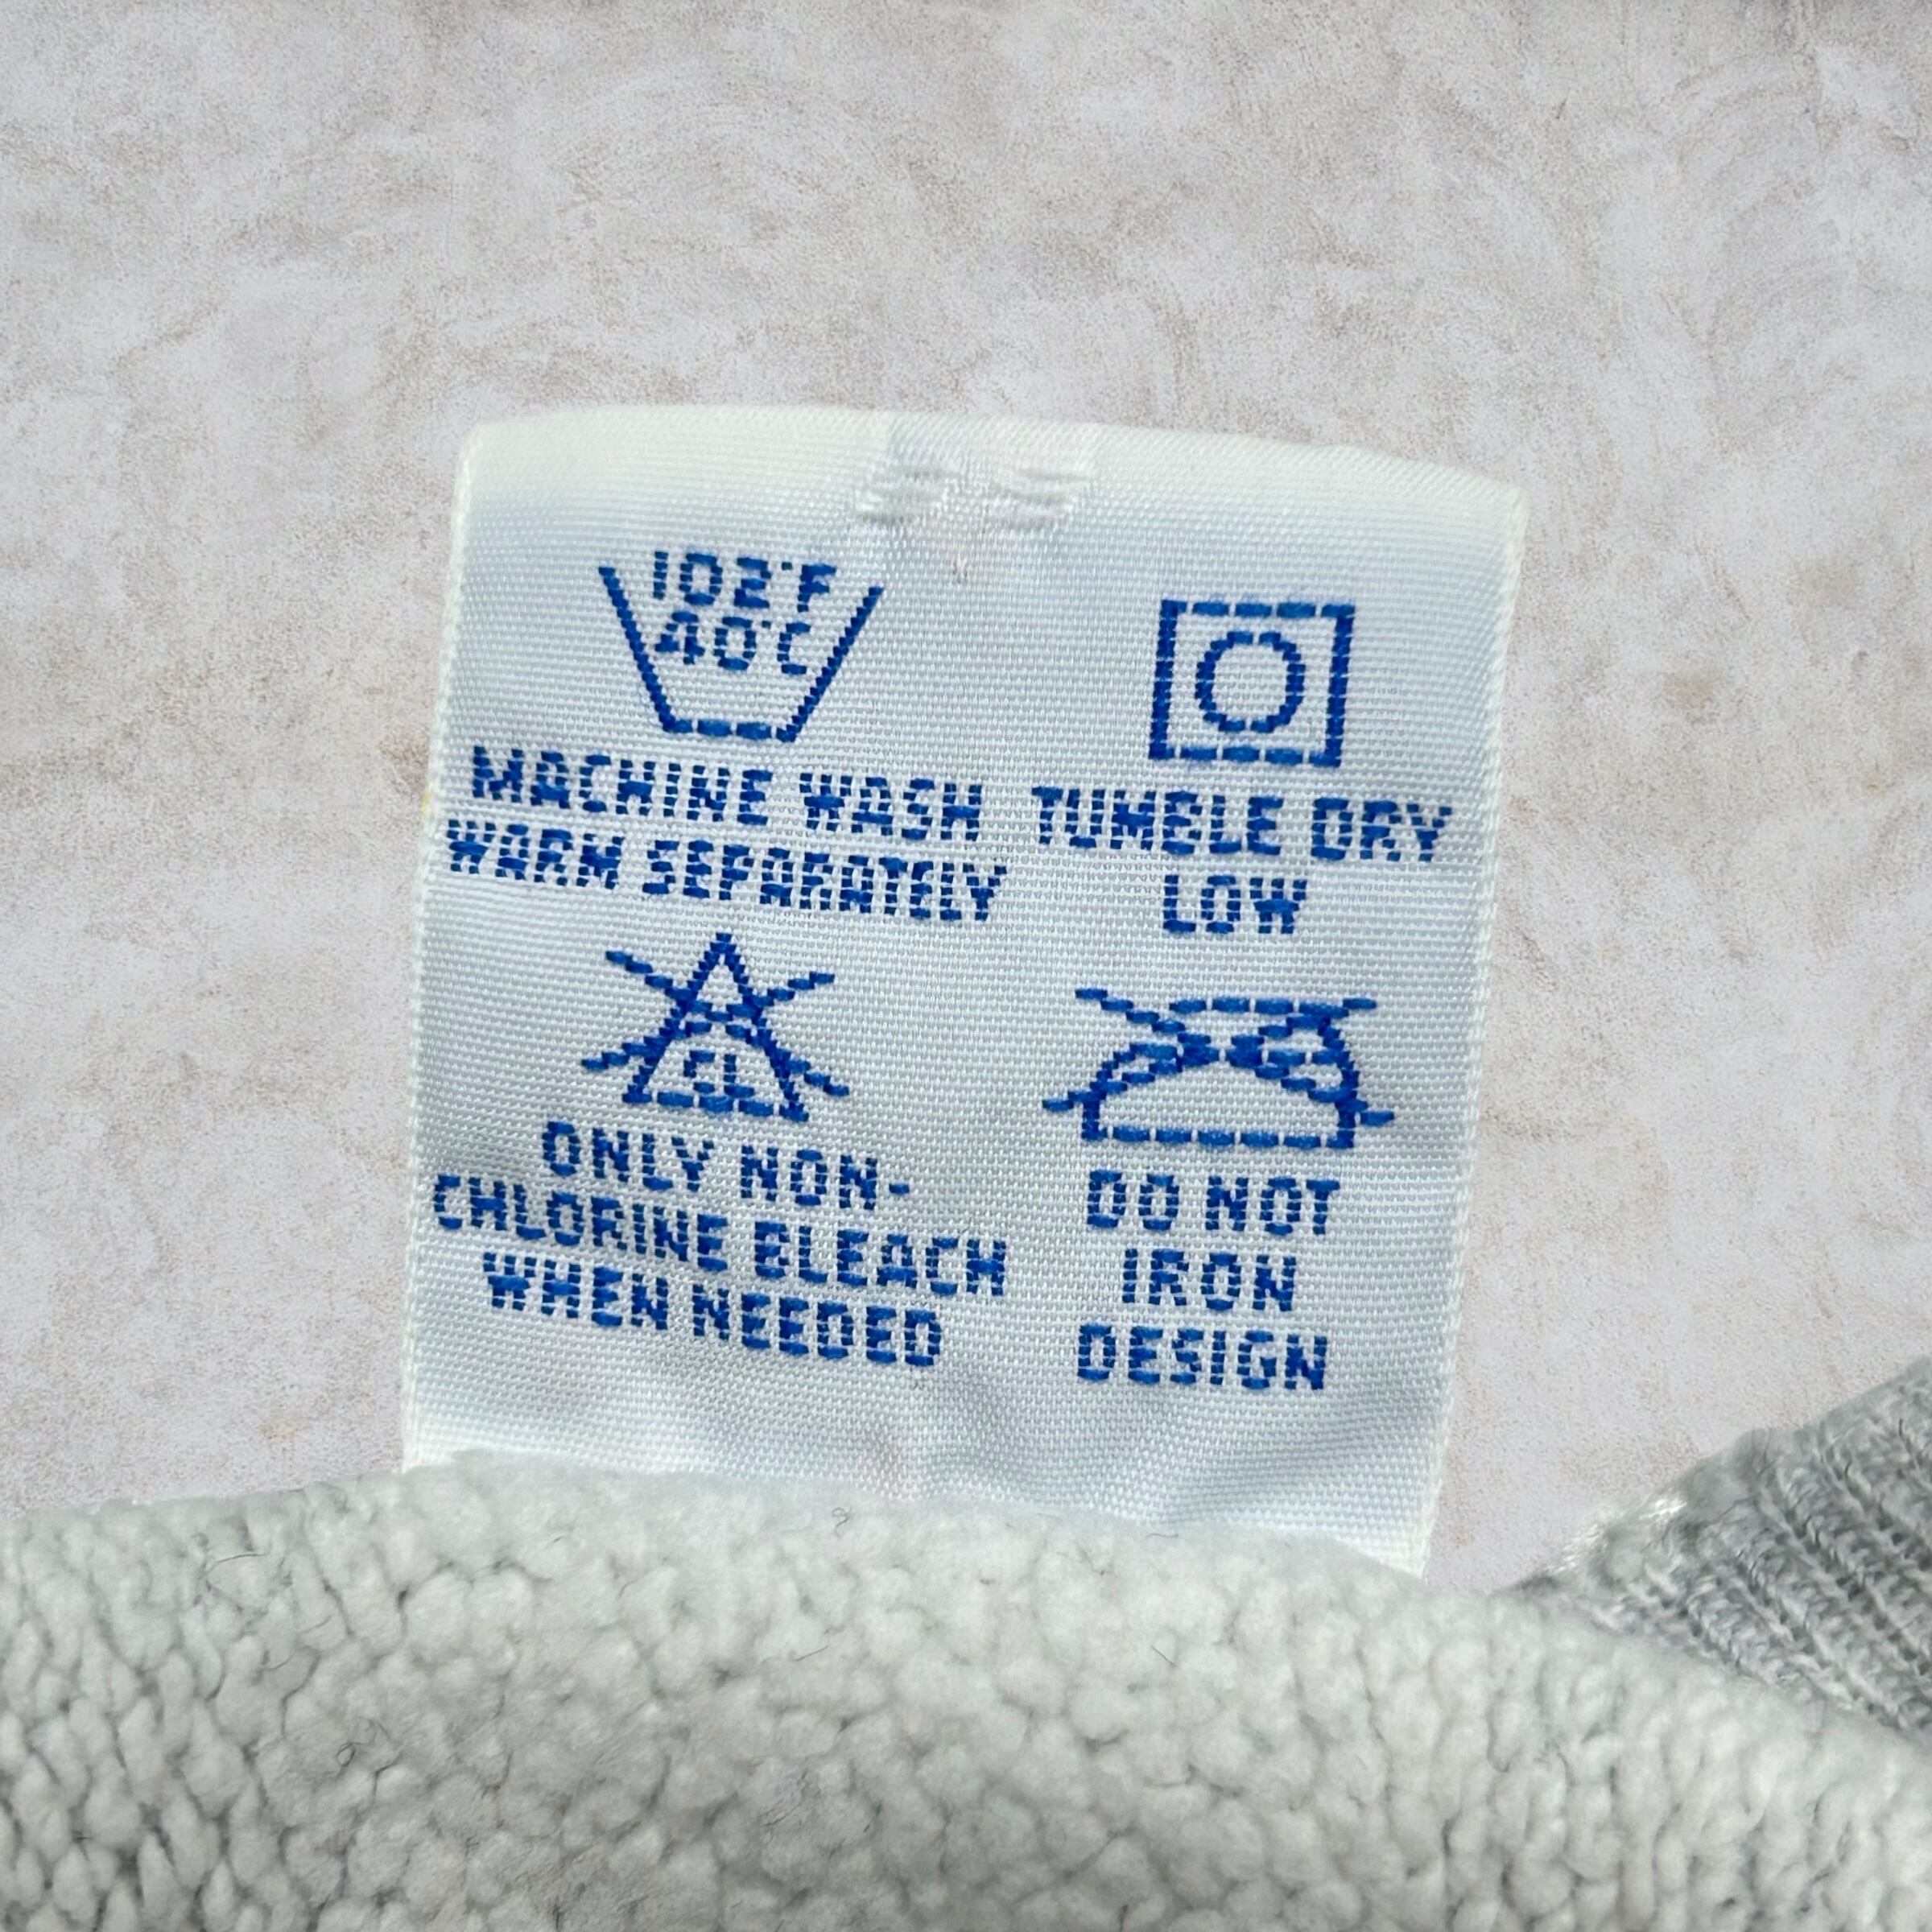 102°F
40°C
MACHINE WASH
WARM SEPARATELY
TUMBLE DRY
LOW
CL
ONLY NON-
CHLORINE BLEACH
WHEN NEEDED
DO NOT
IRON
DESIGN